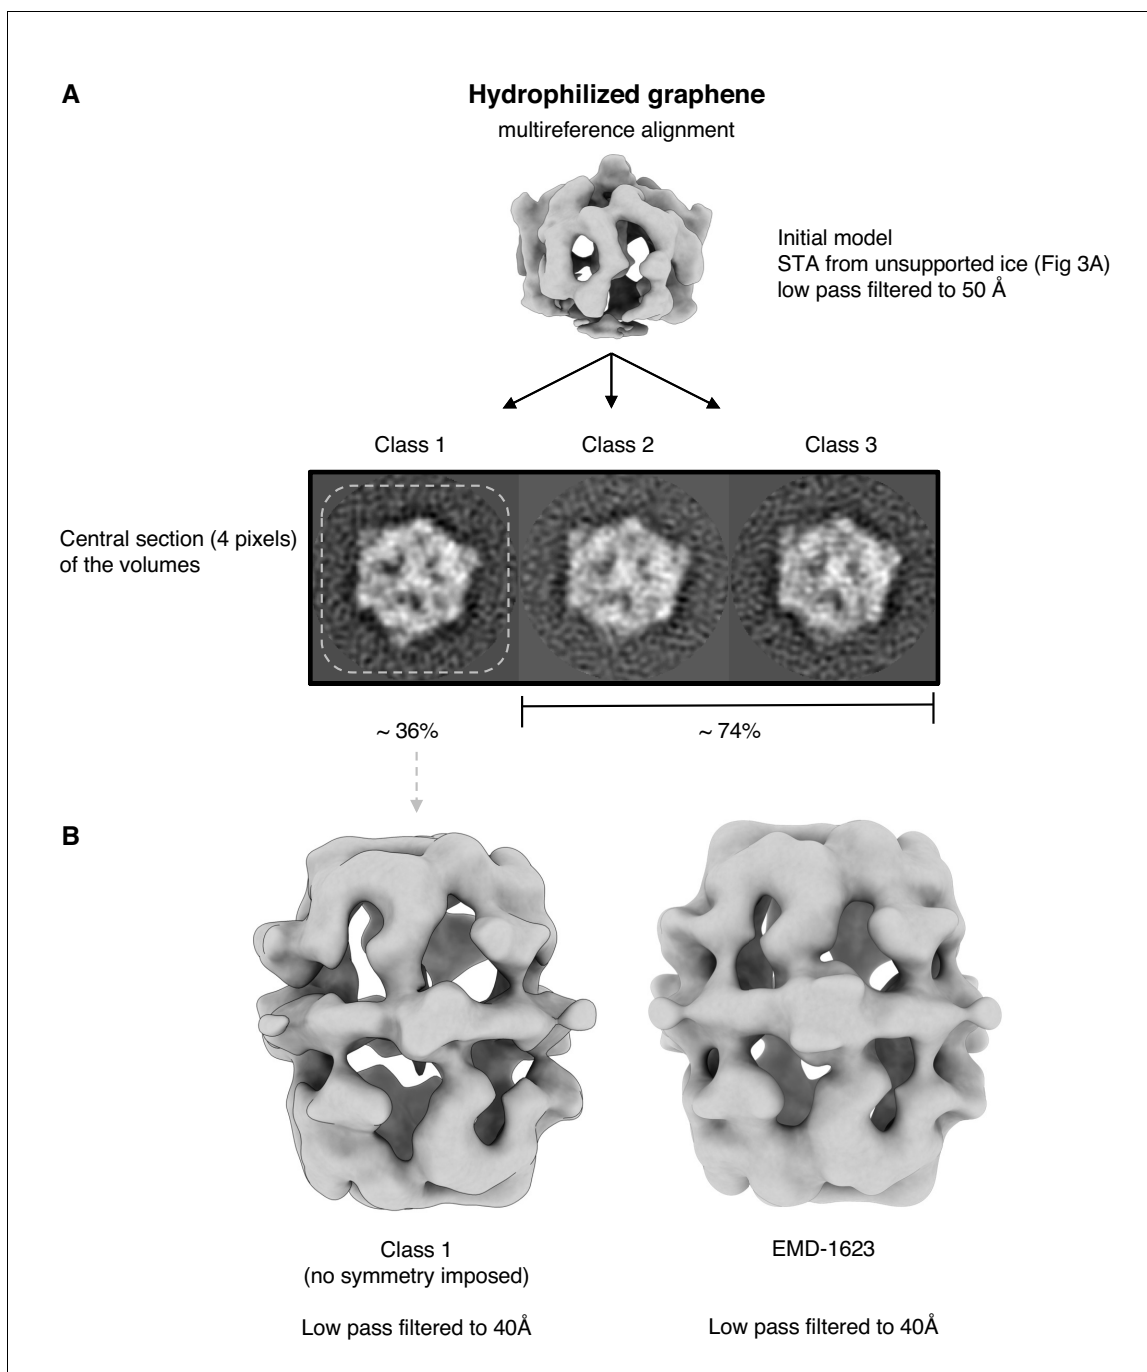 A
Hydrophilized graphene
multireference alignment
Initial model
STA from unsupported ice (Fig 3A)
low pass filtered to 50 Å
Class 1
Class 2
Class 3
Central section (4 pixels)
of the volumes
~ 36%
~ 74%
B
Class 1
(no symmetry imposed)
Low pass filtered to 40Å
EMD-1623
Low pass filtered to 40Å